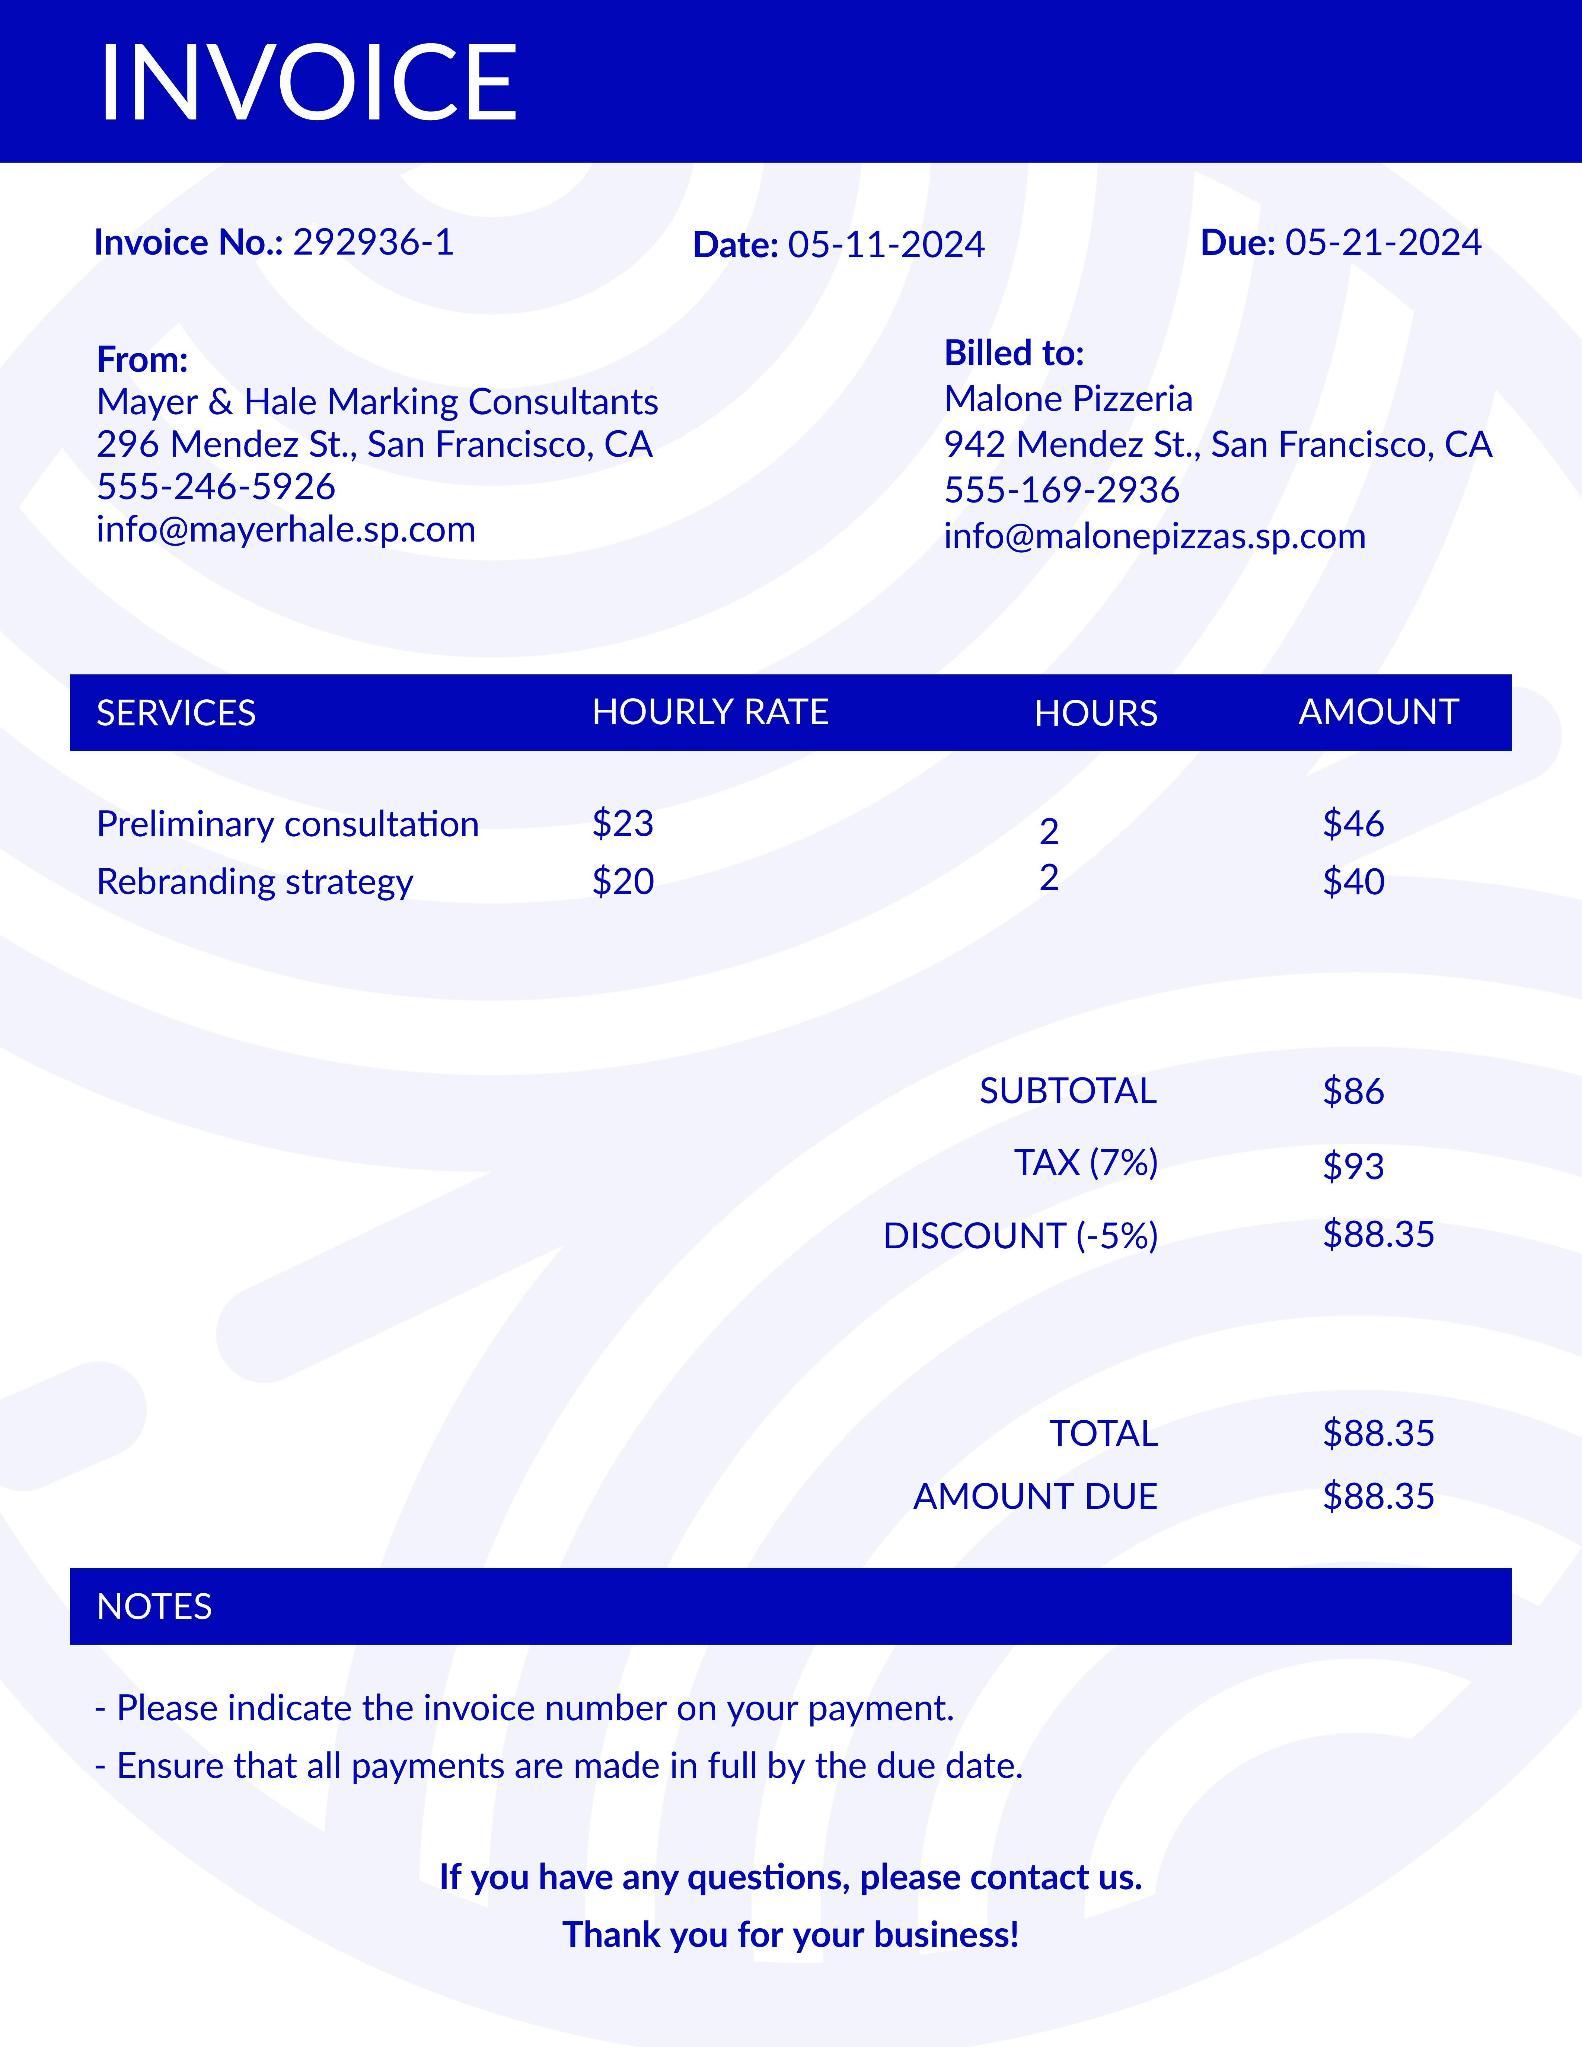 INVOICE
Invoice No.: 292936-1 Date: 05-11-2024 Due: 05-21-2024
From:
Mayer & Hale Marking Consultants
296 Mendez St., San Francisco, CA
555-246-5926
info@mayerhale.sp.com
Billed to:
Malone Pizzeria
942 Mendez St., San Francisco, CA
555-169-2936
info@malonepizzas.sp.com
SERVICES HOURLY RATE HOURS AMOUNT
Preliminary consultation $23 2 $46
Rebranding strategy $20 2 $40
SUBTOTAL $86
TAX (7%) $93
DISCOUNT (-5%) $88.35
TOTAL $88.35
AMOUNT DUE $88.35
NOTES
- Please indicate the invoice number on your payment.
- Ensure that all payments are made in full by the due date.
If you have any questions, please contact us.
Thank you for your business!